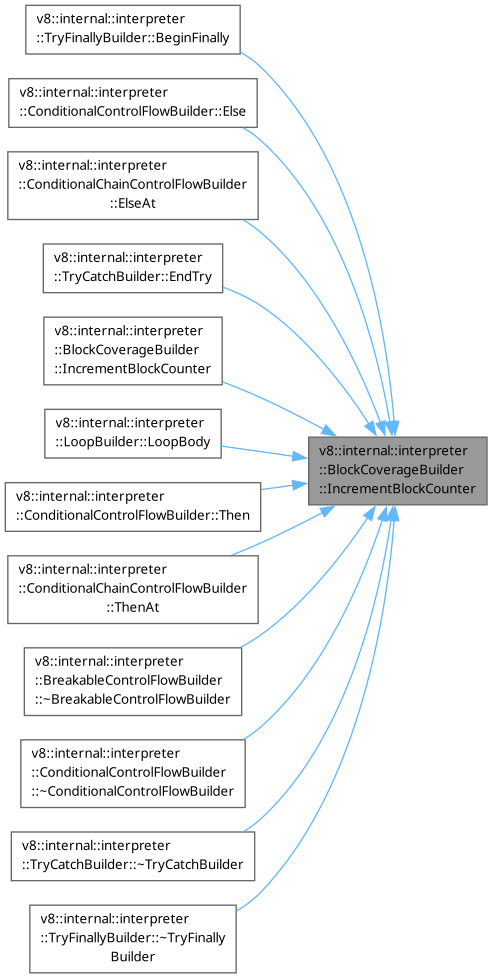 v8::internal::interpreter
::TryFinallyBuilder::BeginFinally
v8::internal::interpreter
::ConditionalControlFlowBuilder::Else
v8::internal::interpreter
::ConditionalChainControlFlowBuilder
::ElseAt
v8::internal::interpreter
::TryCatchBuilder::EndTry
v8::internal::interpreter
::BlockCoverageBuilder
::IncrementBlockCounter
v8::internal::interpreter
::LoopBuilder::LoopBody
v8::internal::interpreter
::BlockCoverageBuilder
::IncrementBlockCounter
v8::internal::interpreter
::ConditionalControlFlowBuilder::Then
v8::internal::interpreter
::ConditionalChainControlFlowBuilder
::ThenAt
v8::internal::interpreter
::BreakableControlFlowBuilder
::~BreakableControlFlowBuilder
v8::internal::interpreter
::ConditionalControlFlowBuilder
::~ConditionalControlFlowBuilder
v8::internal::interpreter
::TryCatchBuilder::~TryCatchBuilder
v8::internal::interpreter
::TryFinallyBuilder::~TryFinally
Builder